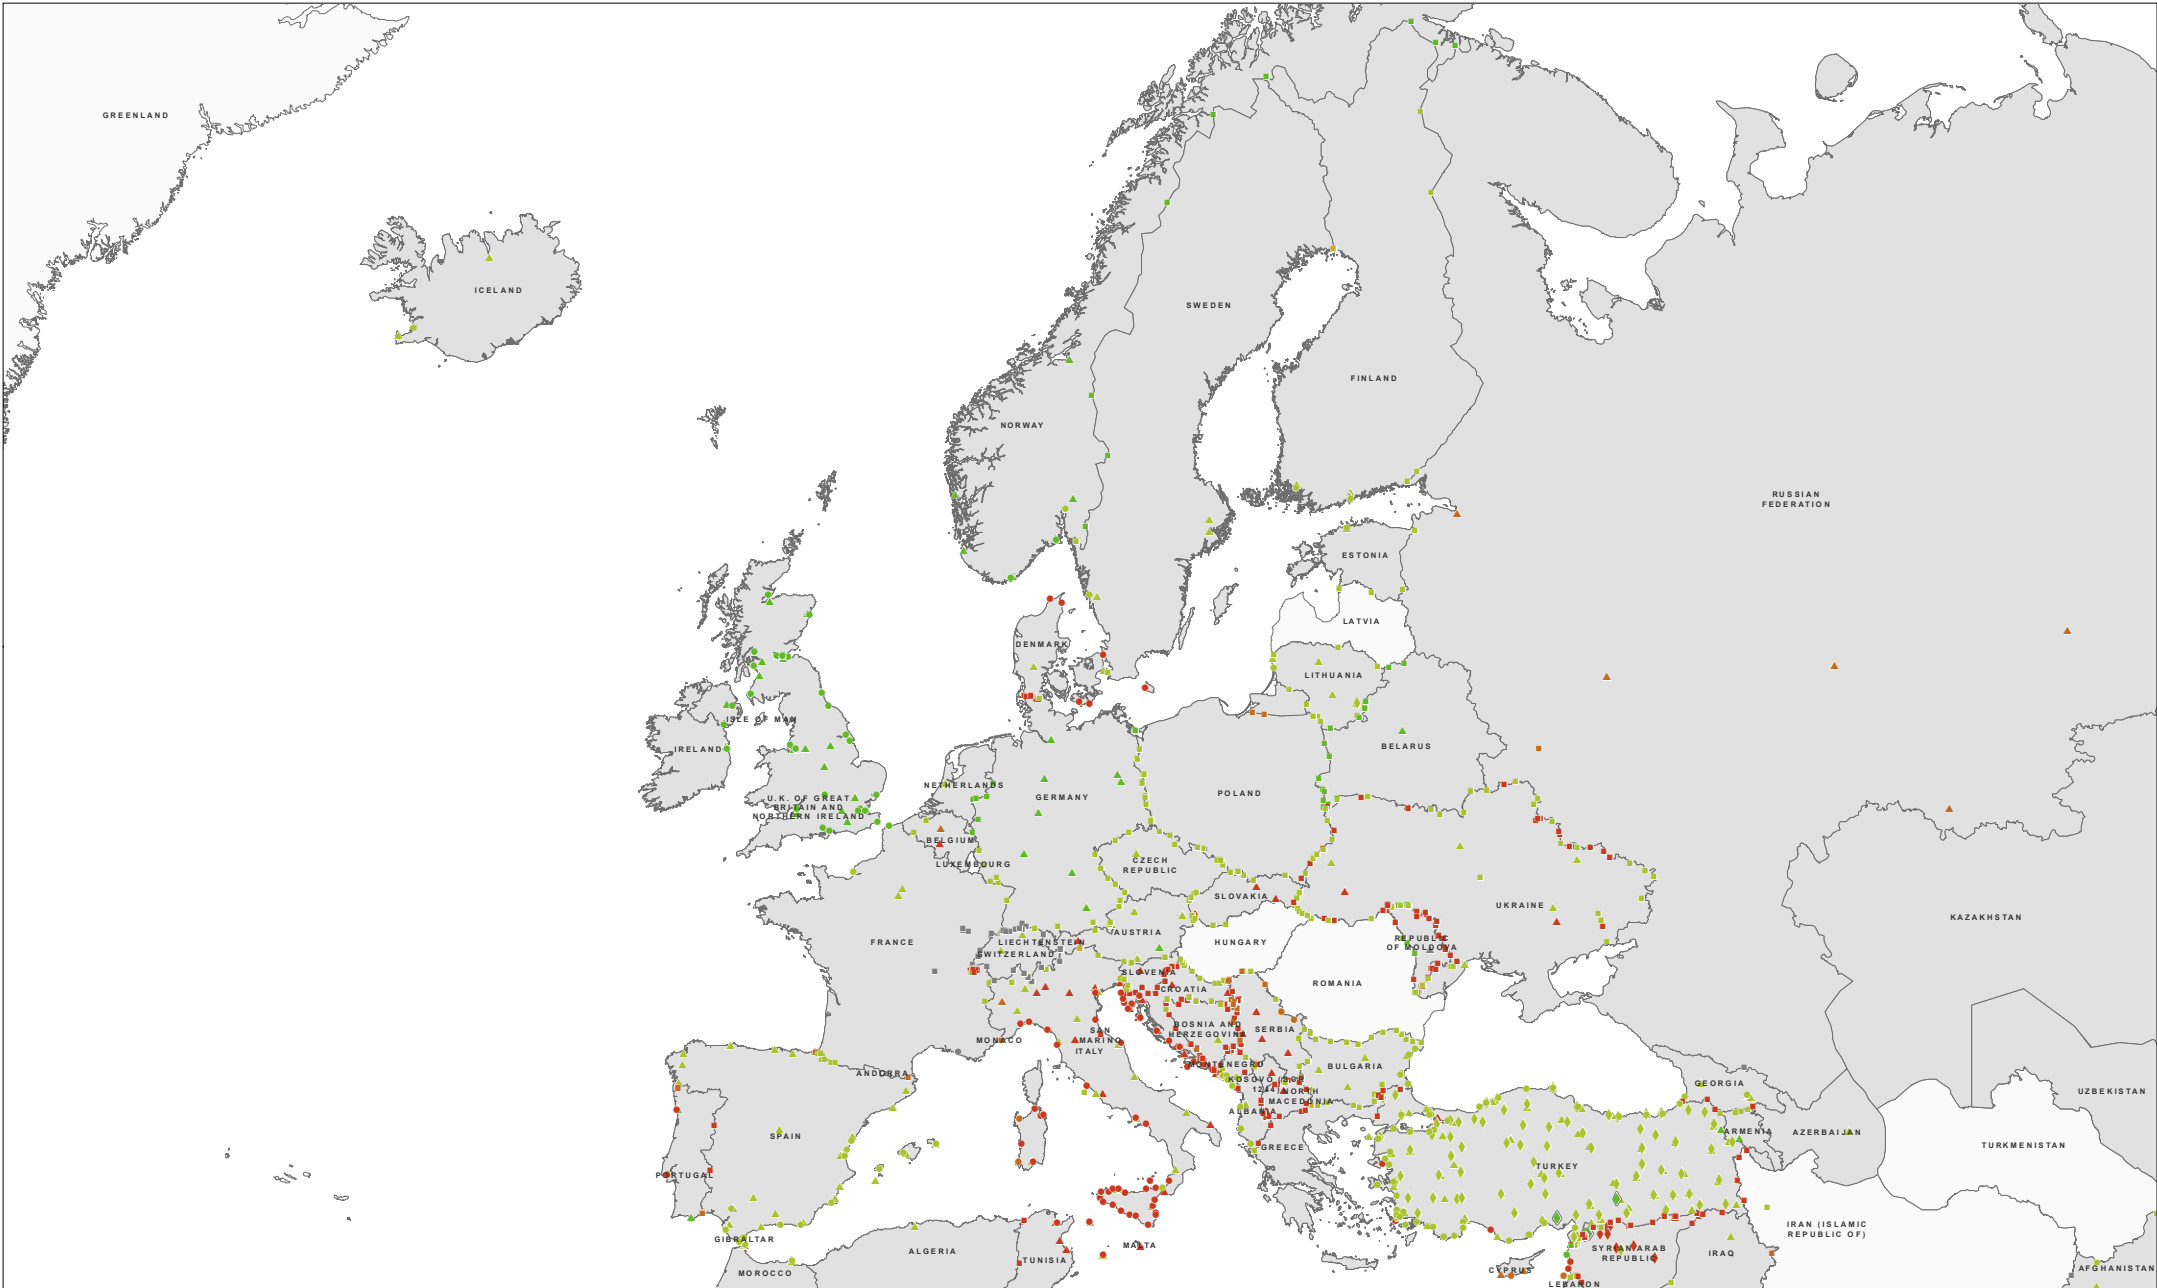 GREENLAND
ICELAND
SWEDEN
FINLAND
NORWAY
RUSSIAN
FEDERATION
ESTONIA
LATVIA
DENMARK
LITHUANIA
ISLE OF MAN
IRELAND
BELARUS
NETHERLANDS
GERMANY
POLAND
U.K. OF GREAT
BRITAIN AND
NORTHERN IRELAND
BELGIUM
LUXEMBOURG
CZECH
REPUBLIC
SLOVAKIA
UKRAINE
KAZAKHSTAN
AUSTRIA
FRANCE
LIECHTENSTEIN
SWITZERLAND
HUNGARY
REPUBLIC
OF MOLDOVA
SLOVENIA
ROMANIA
CROATIA
BOSNIA AND
HERZEGOVINA
SERBIA
SAN
MARINO
MONACO
ITALY
MONTENEGRO
BULGARIA
ANDORRA
KOSOVO (SCR
1244)
NORTH
MACEDONIA
GEORGIA
UZBEKISTAN
ALBANIA
ARMENIA
AZERBAIJAN
SPAIN
GREECE
TURKMENISTAN
TURKEY
PORTUGAL
IRAN (ISLAMIC
REPUBLIC OF)
GIBRALTAR
MALTA
ALGERIA
TUNISIA
SYRIAN ARAB
REPUBLIC
IRAQ
MOROCCO
CYPRUS
AFGHANISTAN
LEBANON